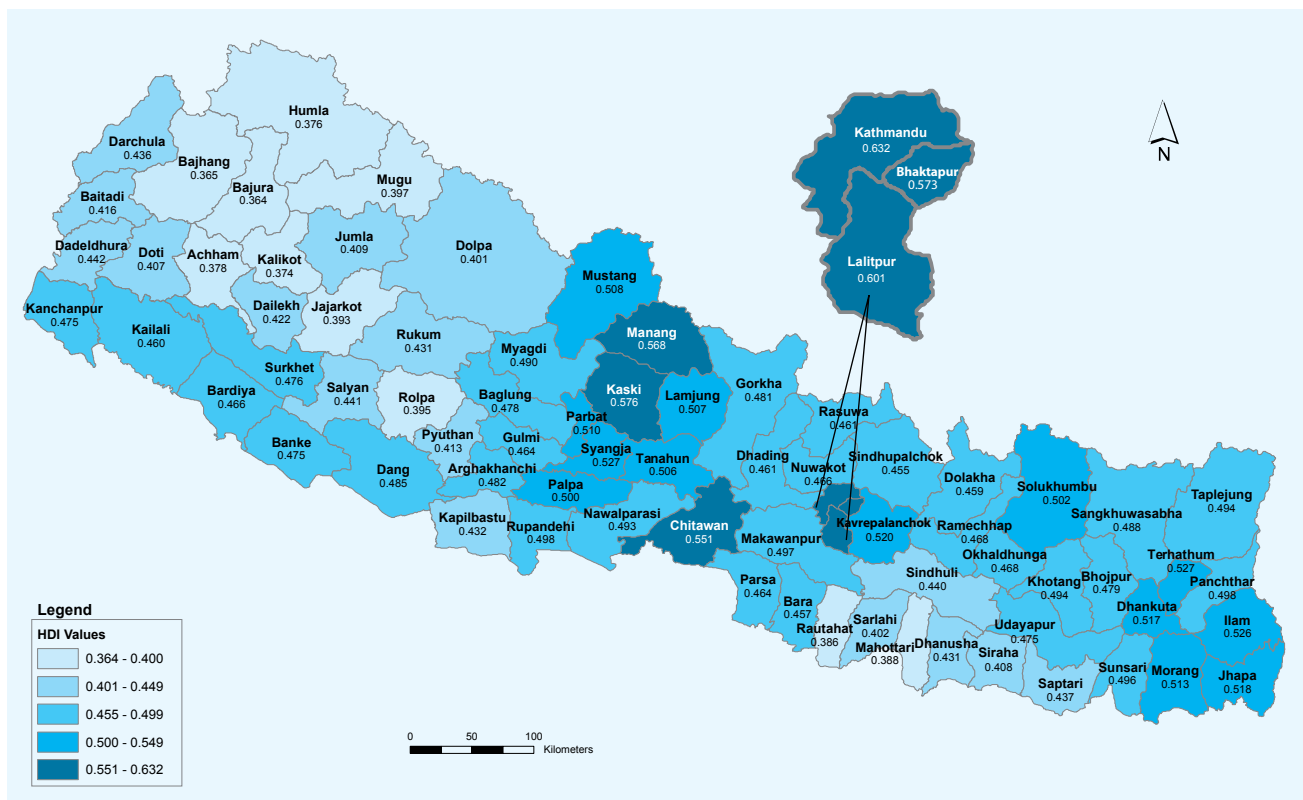 Humla
0.376
Darchula
0.436
Bajhang
0.365
Bajura
0.364
Mugu
0.397
Baitadi
0.416
Dadeldhura
0.442
Doti
0.407
Achham
0.378
Kalikot
0.374
Jumla
0.409
Dolpa
0.401
Kanchanpur
0.475
Kailali
0.460
Dailekh
0.422
Jajarkot
0.393
Rukum
0.431
Mustang
0.508
Manang
0.568
Kathmandu
0.632
Bhaktapur
0.573
Lalitpur
0.601
N
Surkhet
0.476
Bardiya
0.466
Salyan
0.441
Rolpa
0.395
Myagdi
0.490
Baglung
0.478
Kaski
0.576
Lamjung
0.507
Gorkha
0.481
Parbat
0.510
Banke
0.475
Dang
0.485
Pyuthan
0.413
Gulmi
0.464
Arghakhanchi
0.482
Syangja
0.527
Tanahun
0.506
Palpa
0.500
Kapilbastu
0.432
Rupandehi
0.498
Nawalparasi
0.493
Chitawan
0.551
Dhading
0.461
Nuwakot
0.466
Rasuwa
0.461
Sindhupalchok
0.455
Kavrepalanchok
0.520
Makawanpur
0.497
Dolakha
0.459
Ramechhap
0.468
Solukhumbu
0.502
Sangkhuwasabha
0.488
Taplejung
0.494
Okhaldhunga
0.468
Khotang
0.494
Bhojpur
0.479
Terhathum
0.527
Panchthar
0.498
Dhankuta
0.517
Ilam
0.526
Sindhuli
0.440
Parsa
0.464
Bara
0.457
Rautahat
0.386
Sarlahi
0.402
Mahottari
0.388
Dhanusha
0.431
Siraha
0.408
Udayapur
0.475
Saptari
0.437
Sunsari
0.496
Morang
0.513
Jhapa
0.518
Legend
HDI Values
0.364 - 0.400
0.401 - 0.449
0.455 - 0.499
0.500 - 0.549
0.551 - 0.632
0 50 100
Kilometers